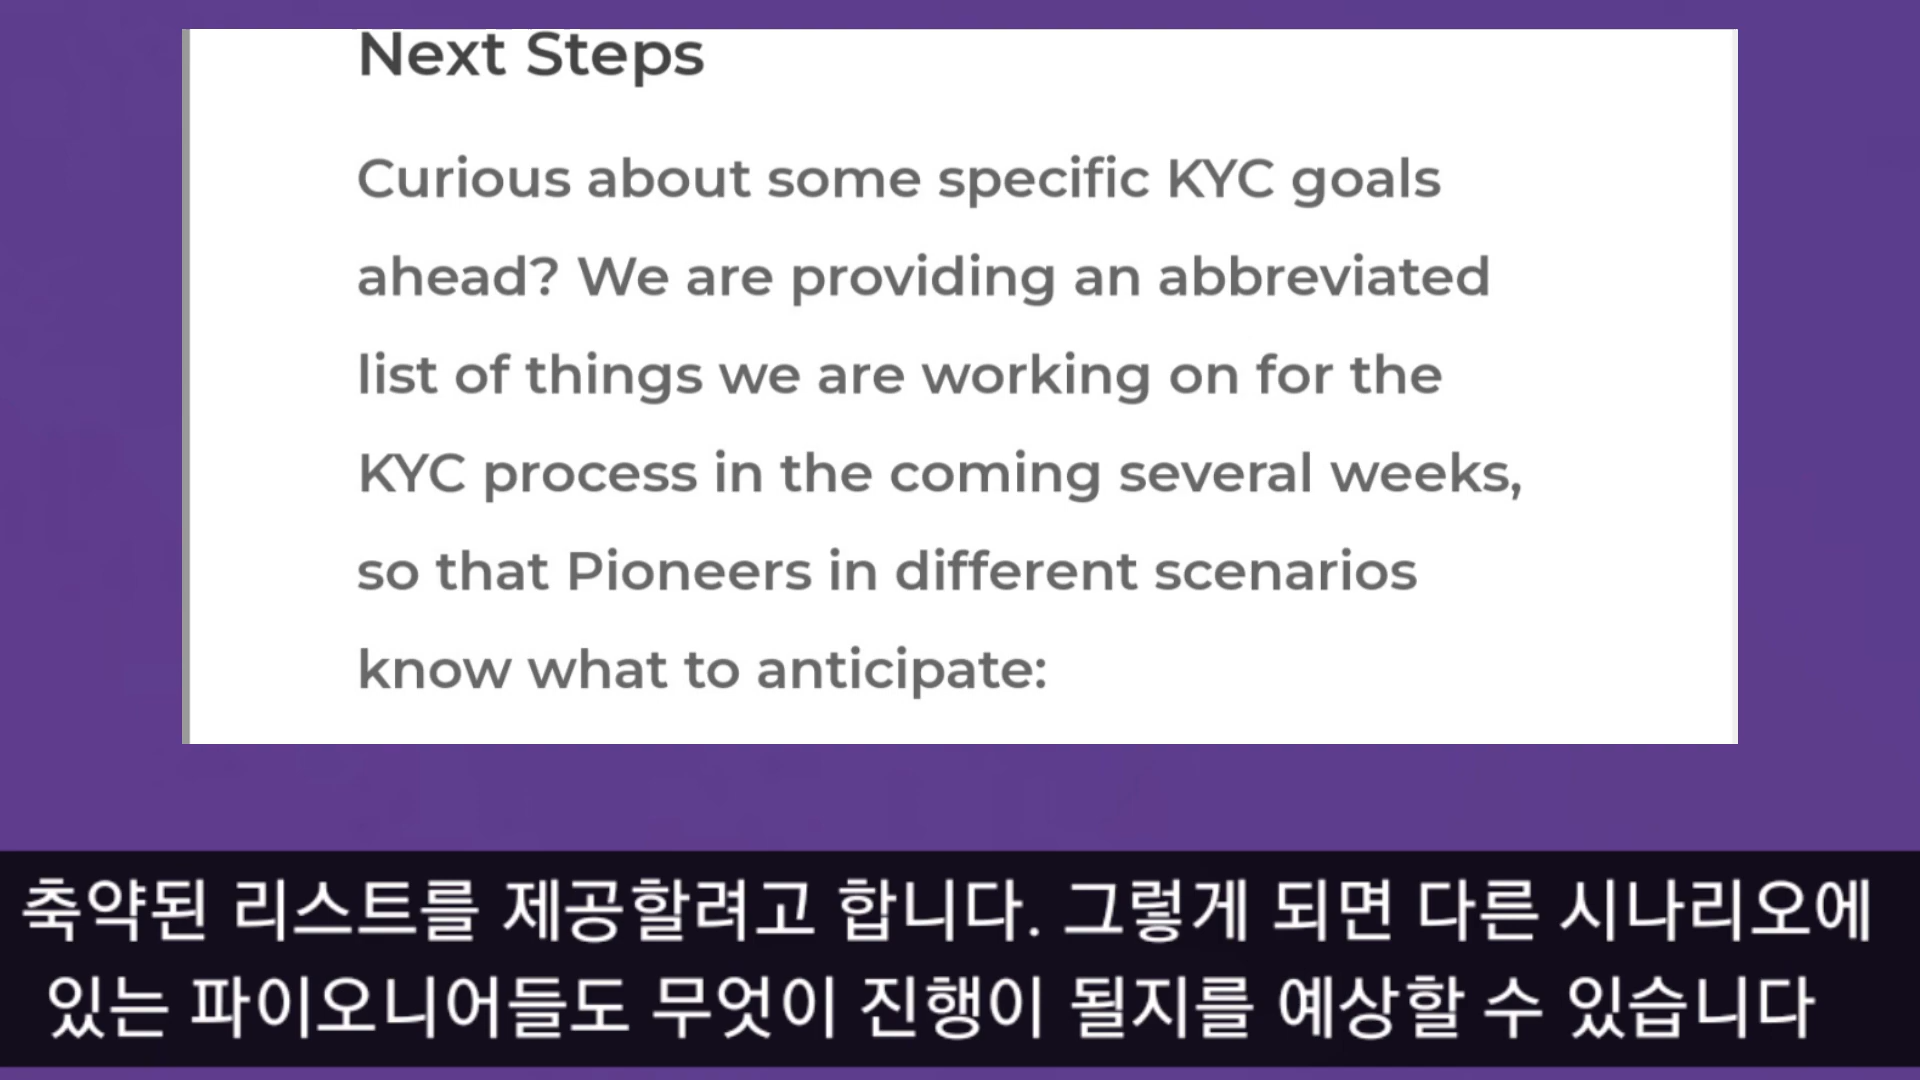 Next Steps
Curious about some specific KYC goals
ahead? We are providing an abbreviated
list of things we are working on for the
KYC process in the coming several weeks,
so that Pioneers in different scenarios
know what to anticipate:
축약된 리스트를 제공할려고 합니다. 그렇게 되면 다른 시나리오에
있는 파이오니어들도 무엇이 진행이 될지를 예상할 수 있습니다